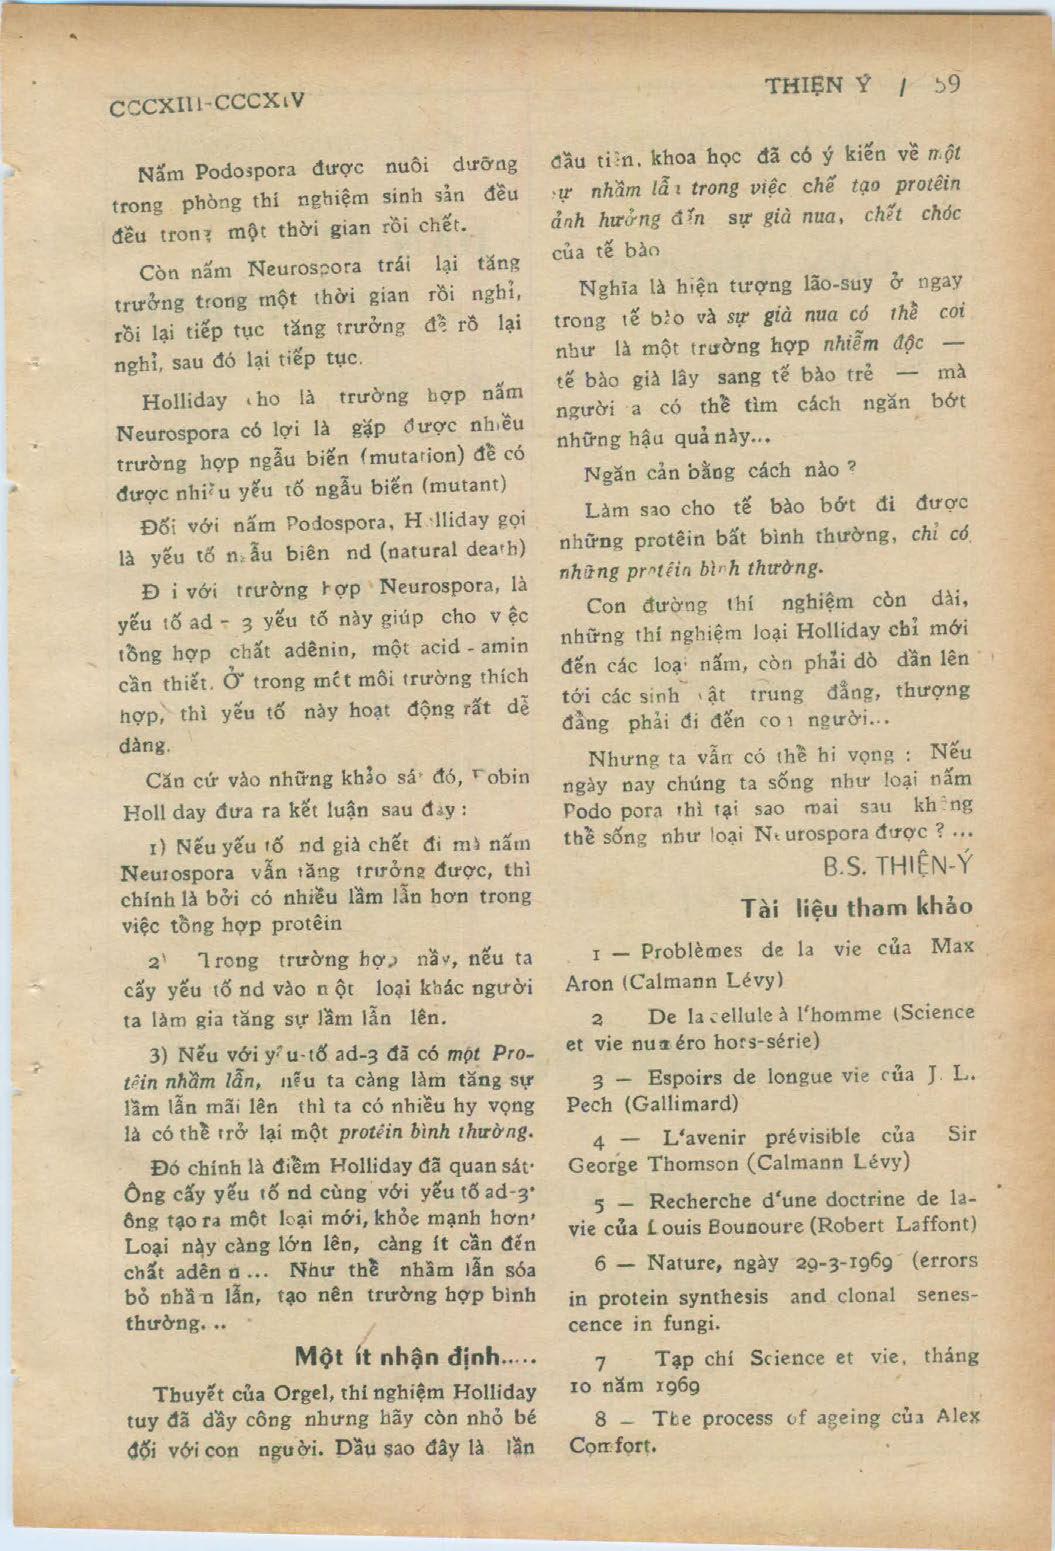 CCCXIII-CCCXIV
THIỆN Ý / 59
Nấm Podospora được nuôi dưỡng
trong phòng thí nghiệm sinh sản đều
đều trong một thời gian rồi chết.
Còn nấm Neurospora trái lại tăng
trưởng trong một thời gian rồi nghỉ,
rồi lại tiếp tục tăng trưởng để rồ lại
nghỉ, sau đó lại tiếp tục.
Holliday cho là trường hợp nấm
Neurospora có lợi là gặp được nhiều
trường hợp ngẫu biến (mutation) để có
được nhiều yếu tố ngẫu biến (mutant)
Đối với nấm Podospora, Holliday gọi
là yếu tố ngẫu biên nd (natural death)
Đ i với trường hợp Neurospora, là
yếu tố ad - 3 yếu tố này giúp cho v ệc
tổng hợp chất adênin, một acid - amin
cần thiết. Ở trong một môi trường thích
hợp, thì yếu tố này hoạt động rất dễ
dàng.
Căn cứ vào những khảo sát đó, Robin
Holl day đưa ra kết luận sau đây :
1) Nếu yếu tố nd già chết đi mà nấm
Neurospora vẫn tăng trưởng được, thì
chính là bởi có nhiều lầm lẫn hơn trong
việc tổng hợp protêin
2) Trong trường hợp nầy, nếu ta
cấy yếu tố nd vào một loại khác người
ta làm gia tăng sự lầm lẫn lên.
3) Nếu với yếu-tố ad-3 đã có một Pro-
têin nhầm lẫn, nếu ta càng làm tăng sự
lầm lẫn mãi lên thì ta có nhiều hy vọng
là có thể trở lại một protêin bình thường.
Đó chính là điểm Holliday đã quan sát.
Ông cấy yếu tố nd cùng với yếu tố ad-3.
ông tạo ra một loại mới, khỏe mạnh hơn,
Loại này càng lớn lên, càng ít cần đến
chất adên n ... Như thế nhầm lẫn sóa
bỏ nhầm lẫn, tạo nên trường hợp bình
thường. ..
Một ít nhận định.....
Thuyết của Orgel, thí nghiệm Holliday
tuy đã dầy công nhưng hãy còn nhỏ bé
đối với con người. Dầu sao đây là lần
đầu tiên, khoa học đã có ý kiến về một
sự nhầm lẫn trong việc chế tạo protêin
ảnh hưởng đến sự già nua, chết chóc
của tế bào
Nghĩa là hiện tượng lão-suy ở ngay
trong tế bào và sự già nua có thể coi
như là một trường hợp nhiễm độc —
tế bào già lây sang tế bào trẻ — mà
người a có thể tìm cách ngăn bớt
những hậu quả này...
Ngăn cản bằng cách nào ?
Làm sao cho tế bào bớt đi được
những protêin bất bình thường, chỉ có
những protêin bình thường.
Con đường thí nghiệm còn dài,
những thí nghiệm loại Holliday chỉ mới
đến các loại nấm, còn phải dò dần lên
tới các sinh vật trung đẳng, thượng
đẳng phải đi đến con người...
Nhưng ta vẫn có thể hi vọng : Nếu
ngày nay chúng ta sống như loại nấm
Podo pora thì tại sao mai sau không
thể sống như loại Neurospora được ? ...
B.S. THIỆN-Ý
Tài liệu tham khảo
1 — Problèmes de la vie của Max
Aron (Calmann Lévy)
2 De la cellule à l'homme (Science
et vie numéro hors-série)
3 — Espoirs de longue vie của J. L.
Pech (Gallimard)
4 — L'avenir prévisible của Sir
George Thomson (Calmann Lévy)
5 — Recherche d'une doctrine de la-
vie của Louis Bounoure (Robert Laffont)
6 — Nature, ngày 29-3-1969 (errors
in protein synthesis and clonal senes-
cence in fungi.
7 Tạp chí Science et vie, tháng
10 năm 1969
8 — The process of ageing của Alex
Comfort.